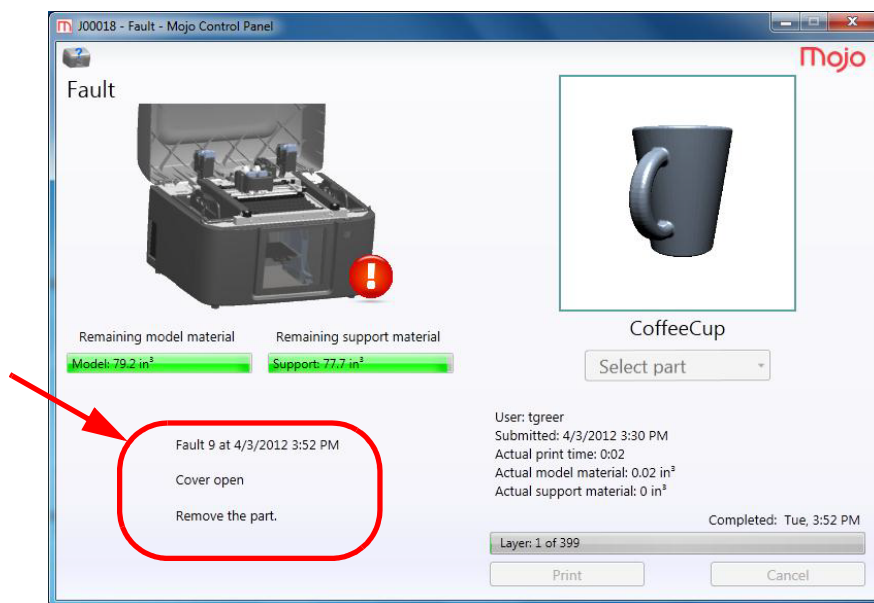 J00018 - Fault - Mojo Control Panel
mojo
Fault
Remaining model material
Remaining support material
Model: 79.2 in³
Support: 77.7 in³
Fault 9 at 4/3/2012 3:52 PM
Cover open
Remove the part.
CoffeeCup
Select part
User: tgreer
Submitted: 4/3/2012 3:30 PM
Actual print time: 0:02
Actual model material: 0.02 in³
Actual support material: 0 in³
Completed: Tue, 3:52 PM
Layer: 1 of 399
Print
Cancel